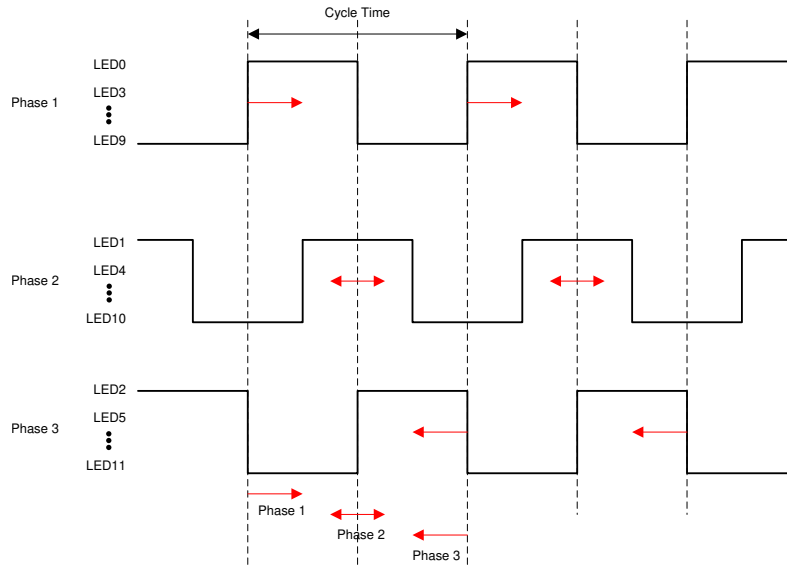 Cycle Time
LED0
LED3
Phase 1
LED9
LED1
LED4
Phase 2
LED10
LED2
LED5
Phase 3
LED11
Phase 1
Phase 2
Phase 3